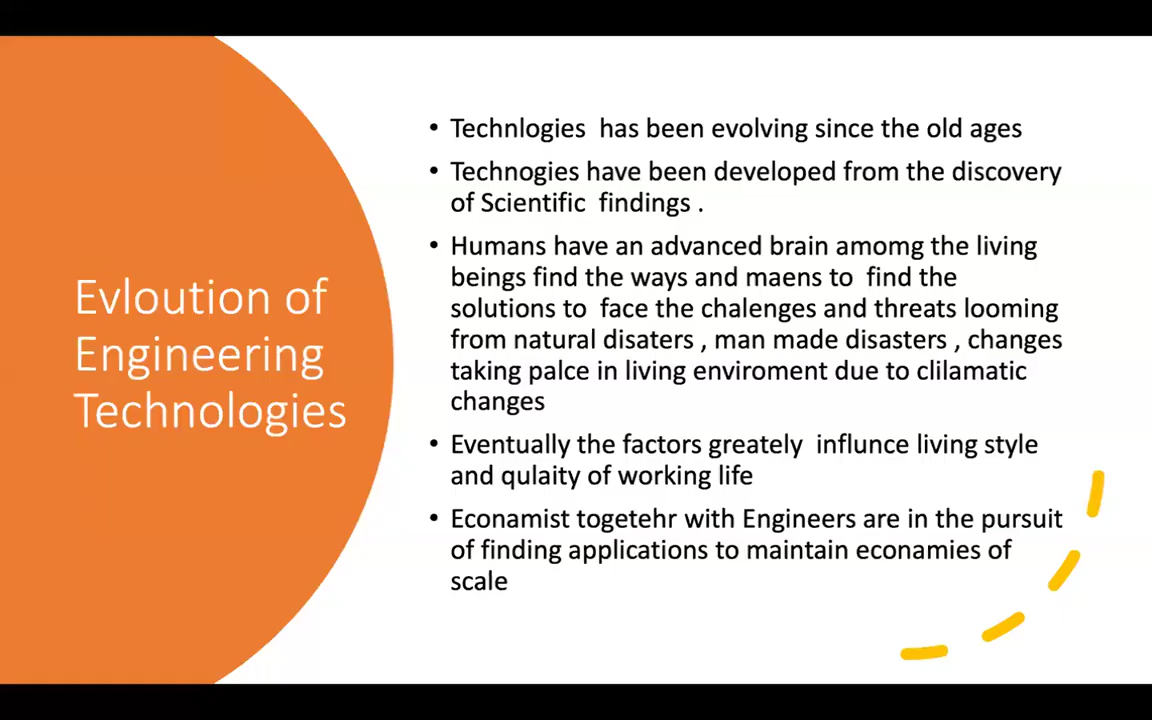 Evloution of
Engineering
Technologies
• Technlogies has been evolving since the old ages
• Technogies have been developed from the discovery
of Scientific findings .
• Humans have an advanced brain amomg the living
beings find the ways and maens to find the
solutions to face the chalenges and threats looming
from natural disaters , man made disasters , changes
taking palce in living enviroment due to clilamatic
changes
• Eventually the factors greately influnce living style
and qulaity of working life
• Econamist togetehr with Engineers are in the pursuit
of finding applications to maintain econamies of
scale